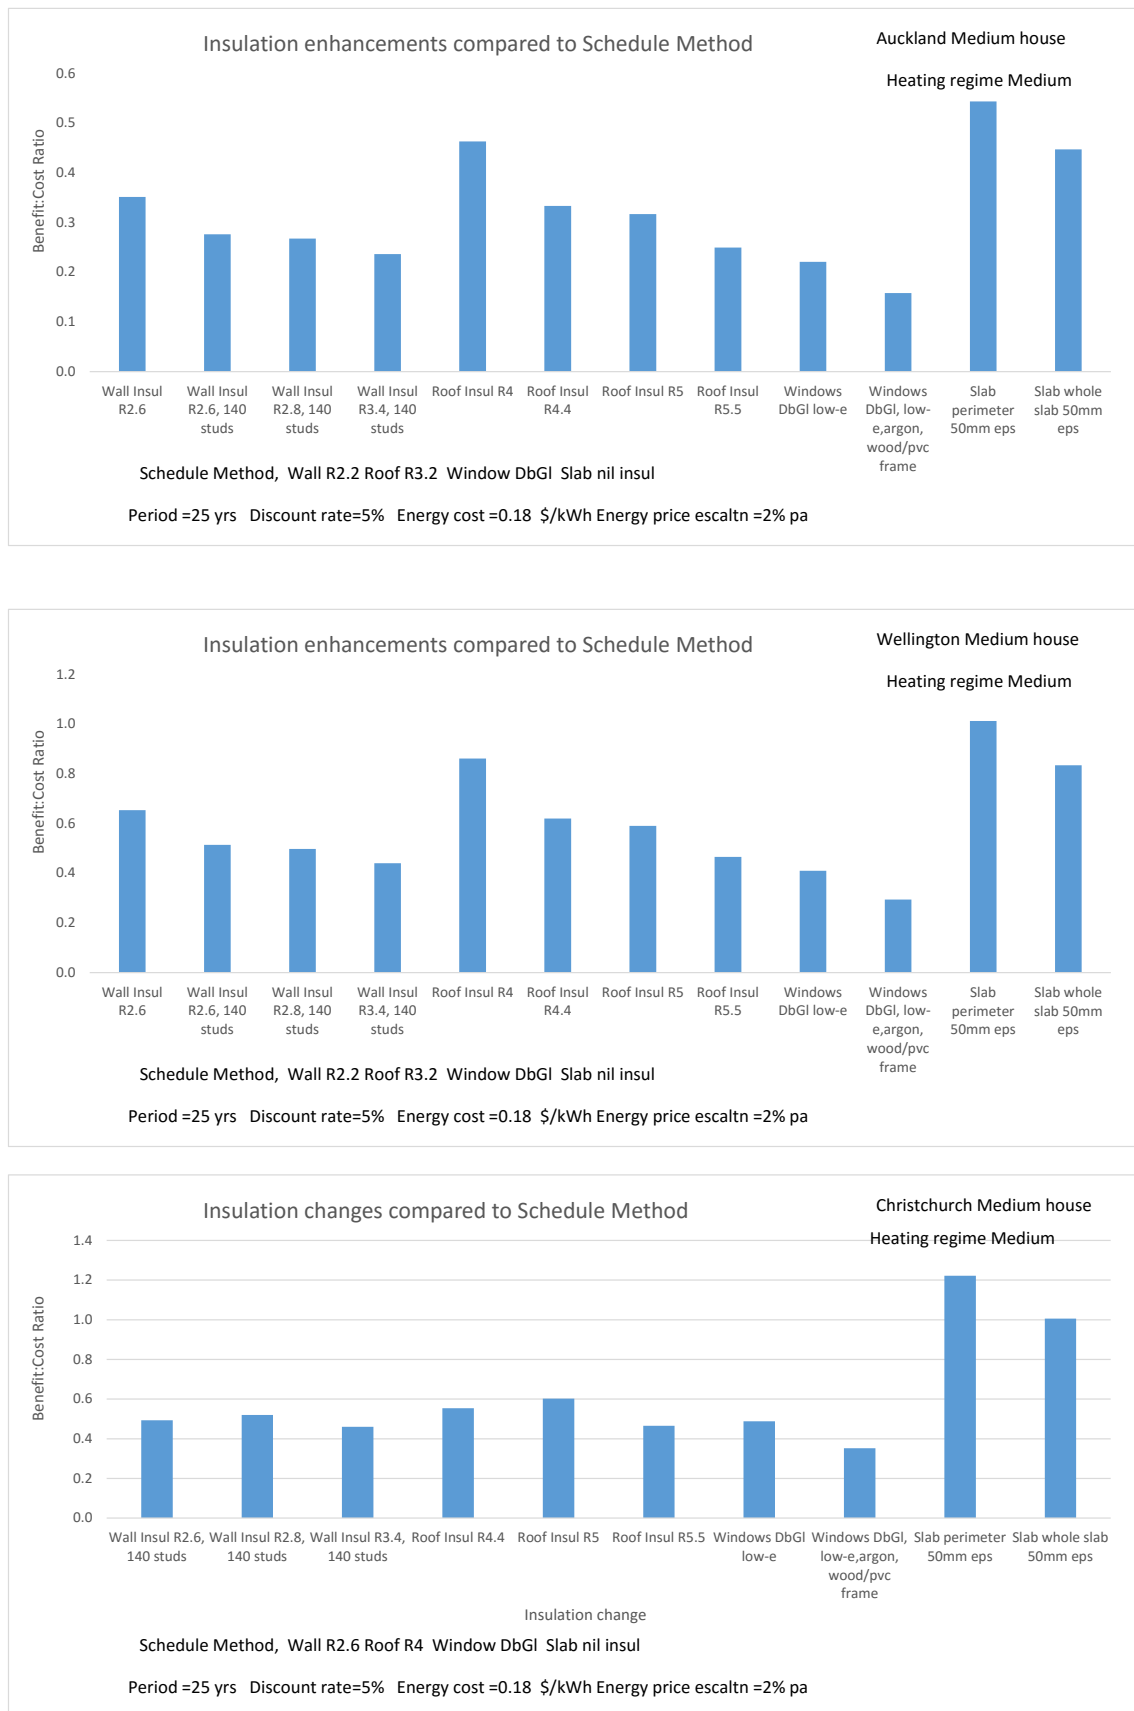 Insulation enhancements compared to Schedule Method
Auckland Medium house
Heating regime Medium
Benefit:Cost Ratio
0.6
0.5
0.4
0.3
0.2
0.1
0.0
Wall Insul
R2.6
Wall Insul
R2.6, 140
studs
Wall Insul
R2.8, 140
studs
Wall Insul
R3.4, 140
studs
Roof Insul R4
Roof Insul
R4.4
Roof Insul R5
Roof Insul
R5.5
Windows
DbGl low-e
Windows
DbGl, low-
e,argon,
wood/pvc
frame
Slab
perimeter
50mm eps
Slab whole
slab 50mm
eps
Schedule Method, Wall R2.2 Roof R3.2 Window DbGl Slab nil insul
Period =25 yrs Discount rate=5% Energy cost =0.18 $/kWh Energy price escaltn =2% pa
Insulation enhancements compared to Schedule Method
Wellington Medium house
Heating regime Medium
Benefit:Cost Ratio
1.2
1.0
0.8
0.6
0.4
0.2
0.0
Wall Insul
R2.6
Wall Insul
R2.6, 140
studs
Wall Insul
R2.8, 140
studs
Wall Insul
R3.4, 140
studs
Roof Insul R4
Roof Insul
R4.4
Roof Insul R5
Roof Insul
R5.5
Windows
DbGl low-e
Windows
DbGl, low-
e,argon,
wood/pvc
frame
Slab
perimeter
50mm eps
Slab whole
slab 50mm
eps
Schedule Method, Wall R2.2 Roof R3.2 Window DbGl Slab nil insul
Period =25 yrs Discount rate=5% Energy cost =0.18 $/kWh Energy price escaltn =2% pa
Insulation changes compared to Schedule Method
Christchurch Medium house
Heating regime Medium
Benefit:Cost Ratio
1.4
1.2
1.0
0.8
0.6
0.4
0.2
0.0
Wall Insul R2.6,
140 studs
Wall Insul R2.8,
140 studs
Wall Insul R3.4,
140 studs
Roof Insul R4.4
Roof Insul R5
Roof Insul R5.5
Windows DbGl
low-e
Windows DbGl,
low-e,argon,
wood/pvc
frame
Slab perimeter
50mm eps
Slab whole slab
50mm eps
Insulation change
Schedule Method, Wall R2.6 Roof R4 Window DbGl Slab nil insul
Period =25 yrs Discount rate=5% Energy cost =0.18 $/kWh Energy price escaltn =2% pa